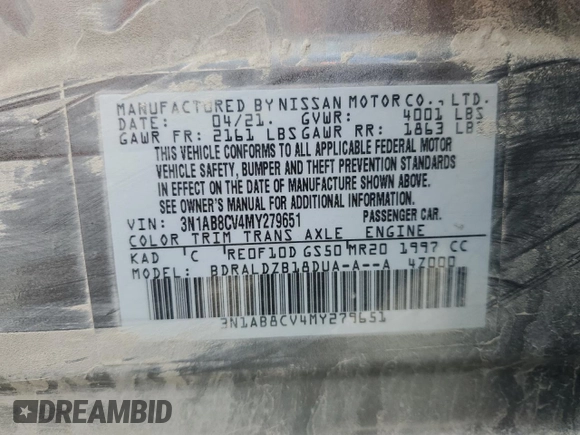 MANUFACTURED BY NISSAN MOTOR CO., LTD.
DATE: 04/21. GVWR: 4001 LBS
GAWR FR: 2161 LBS GAWR RR: 1863 LBS
THIS VEHICLE CONFORMS TO ALL APPLICABLE FEDERAL MOTOR
VEHICLE SAFETY, BUMPER AND THEFT PREVENTION STANDARDS
IN EFFECT ON THE DATE OF MANUFACTURE SHOWN ABOVE.
SEE OWNER'S MANUAL FOR ADDITIONAL INFORMATION.
VIN: 3N1AB8CV4MY279651 PASSENGER CAR.
COLOR TRIM TRANS AXLE ENGINE
KAD C RE0F10D GS50 MR20 1997 CC
MODEL: BDRALDZB18DUA-A--A 4Z000
3N1AB8CV4MY279651
DREAMBID